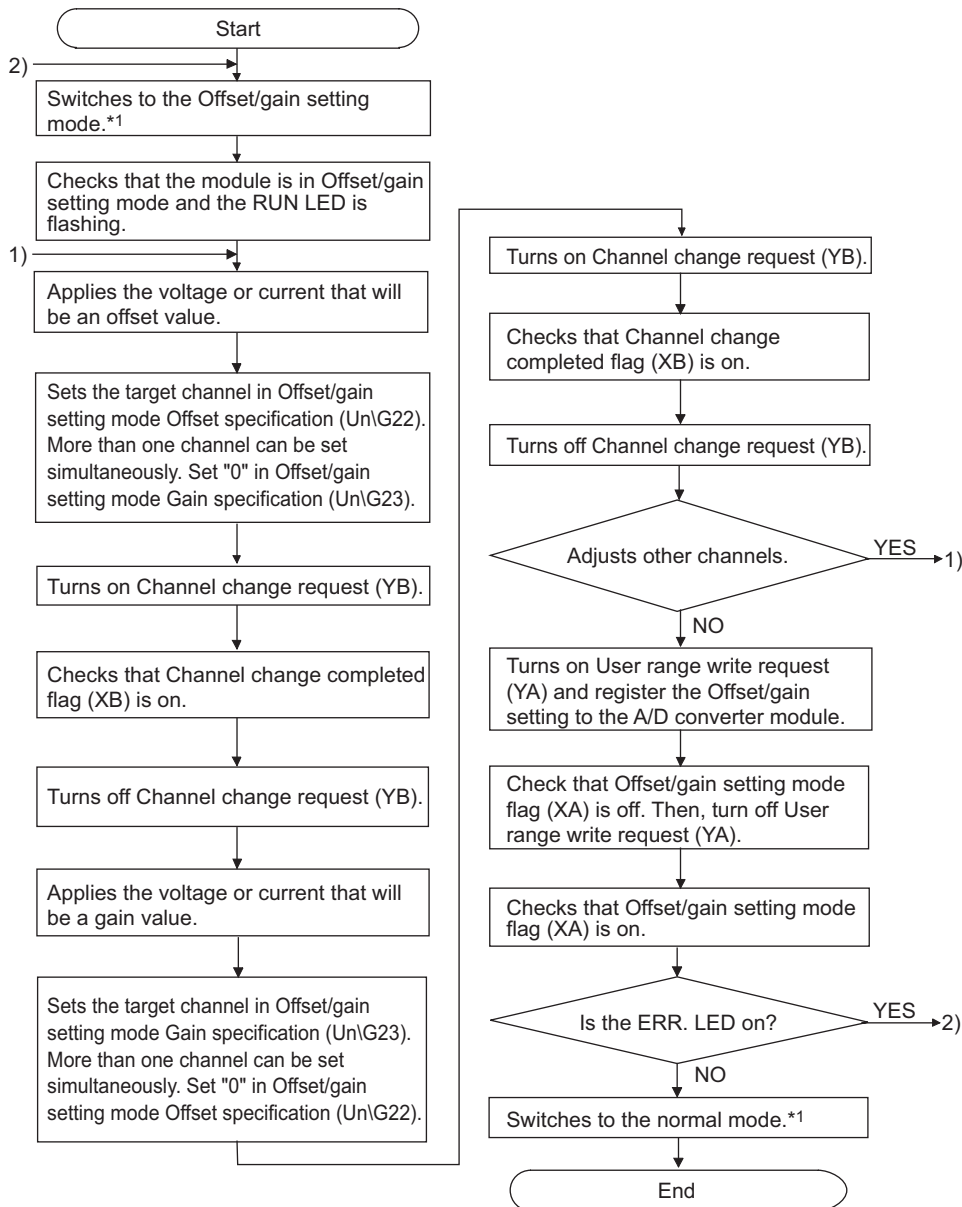 Start
2)
Switches to the Offset/gain setting
mode.*1
Checks that the module is in Offset/gain
setting mode and the RUN LED is
flashing.
1)
Applies the voltage or current that will
be an offset value.
Sets the target channel in Offset/gain
setting mode Offset specification (Un\G22).
More than one channel can be set
simultaneously. Set "0" in Offset/gain
setting mode Gain specification (Un\G23).
Turns on Channel change request (YB).
Checks that Channel change completed
flag (XB) is on.
Turns off Channel change request (YB).
Applies the voltage or current that will
be a gain value.
Sets the target channel in Offset/gain
setting mode Gain specification (Un\G23).
More than one channel can be set
simultaneously. Set "0" in Offset/gain
setting mode Offset specification (Un\G22).
Turns on Channel change request (YB).
Checks that Channel change
completed flag (XB) is on.
Turns off Channel change request (YB).
Adjusts other channels.
YES
1)
NO
Turns on User range write request
(YA) and register the Offset/gain
setting to the A/D converter module.
Check that Offset/gain setting mode
flag (XA) is off. Then, turn off User
range write request (YA).
Checks that Offset/gain setting mode
flag (XA) is on.
Is the ERR. LED on?
YES
2)
NO
Switches to the normal mode.*1
End